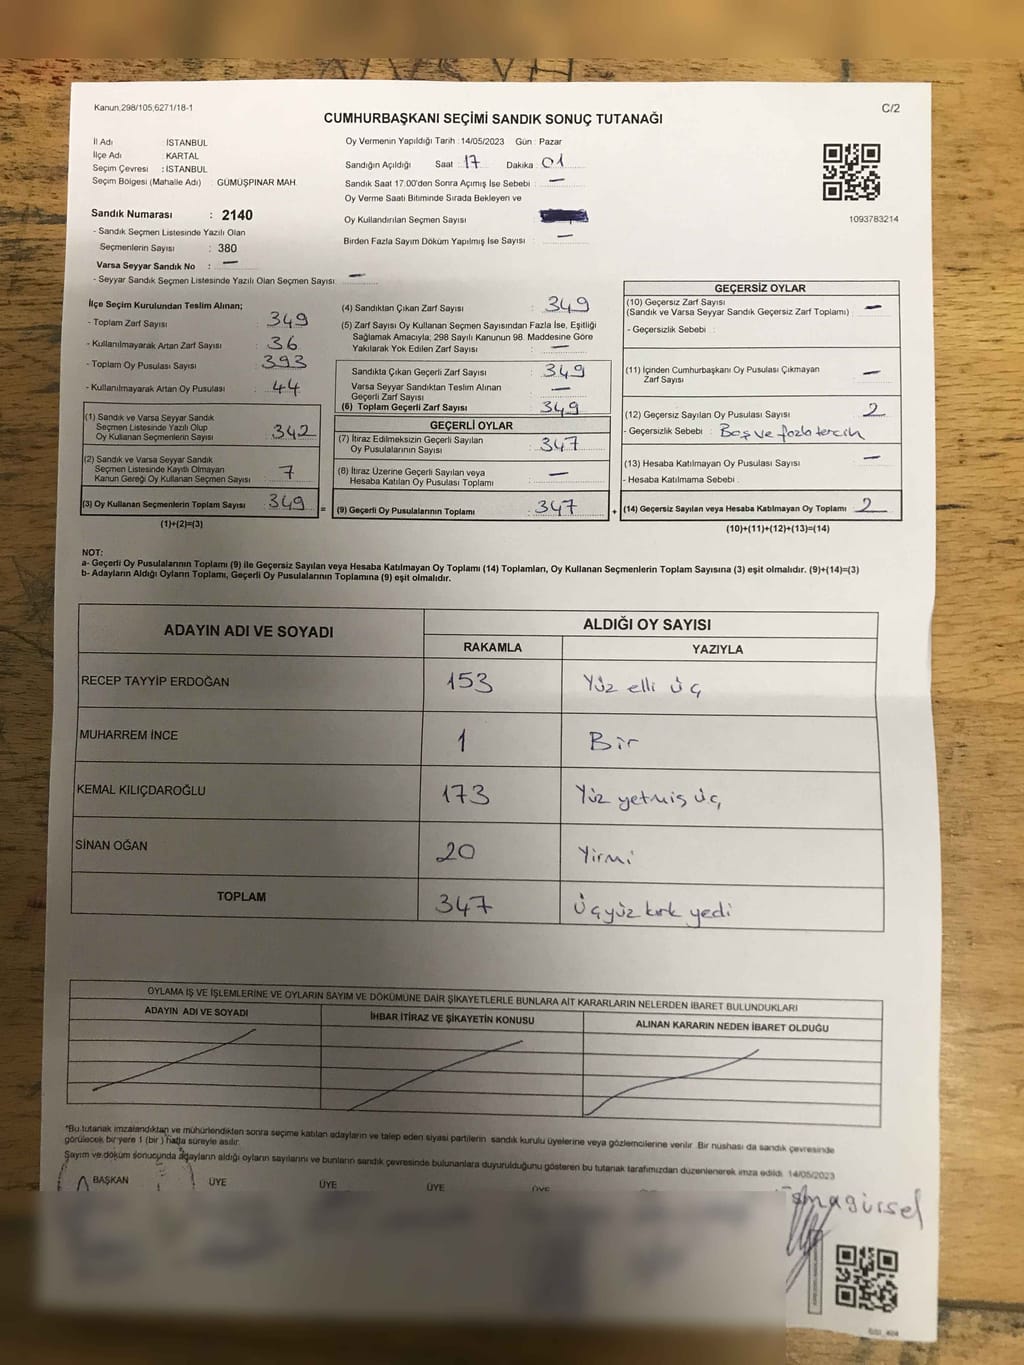 Kanun,298/105,6271/18-1
C/2
CUMHURBAŞKANI SEÇİMİ SANDIK SONUÇ TUTANAĞI
İl Adı : İSTANBUL
İlçe Adı : KARTAL
Seçim Çevresi : İSTANBUL
Seçim Bölgesi (Mahalle Adı) : GÜMÜŞPINAR MAH.
Sandık Numarası : 2140
- Sandık Seçmen Listesinde Yazılı Olan
Seçmenlerin Sayısı : 380
Varsa Seyyar Sandık No : —
- Seyyar Sandık Seçmen Listesinde Yazılı Olan Seçmen Sayısı: —
Oy Vermenin Yapıldığı Tarih : 14/05/2023 Gün : Pazar
Sandığın Açıldığı Saat : 17 Dakika : 01
Sandık Saat 17.00'den Sonra Açımış İse Sebebi : —
Oy Verme Saati Bitiminde Sırada Bekleyen ve
Oy Kullandırılan Seçmen Sayısı :
Birden Fazla Sayım Döküm Yapılmış İse Sayısı : —
1093783214
İlçe Seçim Kurulundan Teslim Alınan;
- Toplam Zarf Sayısı : 349
- Kullanılmayarak Artan Zarf Sayısı : 36
- Toplam Oy Pusulası Sayısı : 393
- Kullanılmayarak Artan Oy Pusulası : 44
(1) Sandık ve Varsa Seyyar Sandık
Seçmen Listesinde Yazılı Olup
Oy Kullanan Seçmenlerin Sayısı : 342
(2) Sandık ve Varsa Seyyar Sandık
Seçmen Listesinde Kayıtlı Olmayan
Kanun Gereği Oy Kullanan Seçmen Sayısı : 7
(3) Oy Kullanan Seçmenlerin Toplam Sayısı : 349 =
(1)+(2)=(3)
(4) Sandıktan Çıkan Zarf Sayısı : 349
(5) Zarf Sayısı Oy Kullanan Seçmen Sayısından Fazla İse, Eşitliği
Sağlamak Amacıyla; 298 Sayılı Kanunun 98. Maddesine Göre
Yakılarak Yok Edilen Zarf Sayısı : —
Sandıkta Çıkan Geçerli Zarf Sayısı : 349
Varsa Seyyar Sandıktan Teslim Alınan
Geçerli Zarf Sayısı : —
(6) Toplam Geçerli Zarf Sayısı : 349
GEÇERLİ OYLAR
(7) İtiraz Edilmeksizin Geçerli Sayılan
Oy Pusulalarının Sayısı : 347
(8) İtiraz Üzerine Geçerli Sayılan veya
Hesaba Katılan Oy Pusulası Toplamı : —
(9) Geçerli Oy Pusulalarının Toplamı : 347 +
GEÇERSİZ OYLAR
(10) Geçersiz Zarf Sayısı
(Sandık ve Varsa Seyyar Sandık Geçersiz Zarf Toplamı) : —
- Geçersizlik Sebebi :
(11) İçinden Cumhurbaşkanı Oy Pusulası Çıkmayan
Zarf Sayısı : —
(12) Geçersiz Sayılan Oy Pusulası Sayısı : 2
- Geçersizlik Sebebi : Boş ve fazla tercih
(13) Hesaba Katılmayan Oy Pusulası Sayısı : —
- Hesaba Katılmama Sebebi :
(14) Geçersiz Sayılan veya Hesaba Katılmayan Oy Toplamı : 2
(10)+(11)+(12)+(13)=(14)
NOT:
a- Geçerli Oy Pusulalarının Toplamı (9) ile Geçersiz Sayılan veya Hesaba Katılmayan Oy Toplamı (14) Toplamları, Oy Kullanan Seçmenlerin Toplam Sayısına (3) eşit olmalıdır. (9)+(14)=(3)
b- Adayların Aldığı Oyların Toplamı, Geçerli Oy Pusulalarının Toplamına (9) eşit olmalıdır.
ADAYIN ADI VE SOYADI
ALDIĞI OY SAYISI
RAKAMLA YAZIYLA
RECEP TAYYİP ERDOĞAN 153 Yüz elli üç
MUHARREM İNCE 1 Bir
KEMAL KILIÇDAROĞLU 173 Yüz yetmiş üç
SİNAN OĞAN 20 Yirmi
TOPLAM 347 Üçyüz kırk yedi
OYLAMA İŞ VE İŞLEMLERİNE VE OYLARIN SAYIM VE DÖKÜMÜNE DAİR ŞİKAYETLERLE BUNLARA AİT KARARLARIN NELERDEN İBARET BULUNDUKLARI
ADAYIN ADI VE SOYADI İHBAR,İTİRAZ VE ŞİKAYETİN KONUSU ALINAN KARARIN NEDEN İBARET OLDUĞU
*Bu tutanak imzalandıktan ve mühürlendikten sonra seçime katılan adayların ve talep eden siyasi partilerin sandık kurulu üyelerine veya gözlemcilerine verilir. Bir nüshası da sandık çevresinde
görülecek bir yere 1 (bir) hafta süreyle asılır.
Sayım ve döküm sonucunda adayların aldığı oyların sayılarını ve bunların sandık çevresinde bulunanlara duyurulduğunu gösteren bu tutanak tarafımızdan düzenlenerek imza edildi. 14/05/2023
BAŞKAN ÜYE ÜYE ÜYE ÜYE